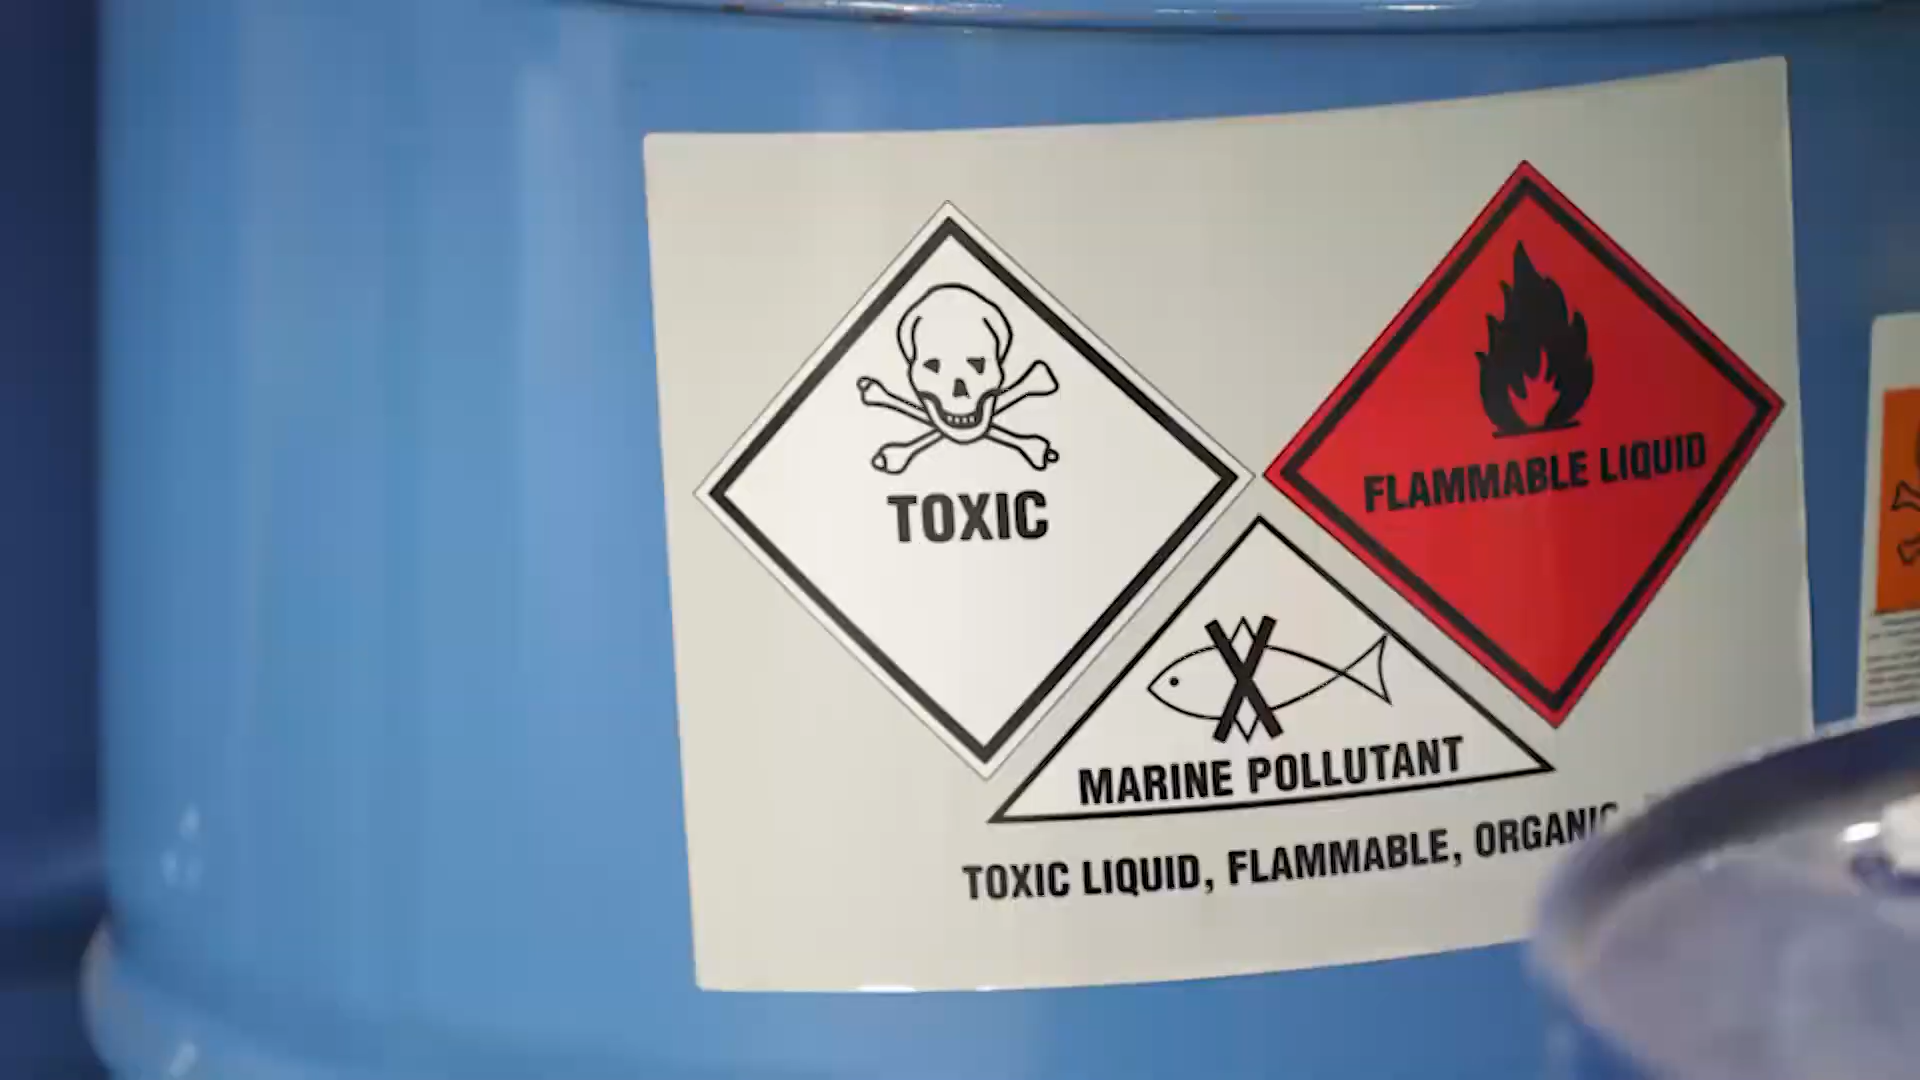 TOXIC
FLAMMABLE LIQUID
MARINE POLLUTANT
TOXIC LIQUID, FLAMMABLE, ORGANIC,